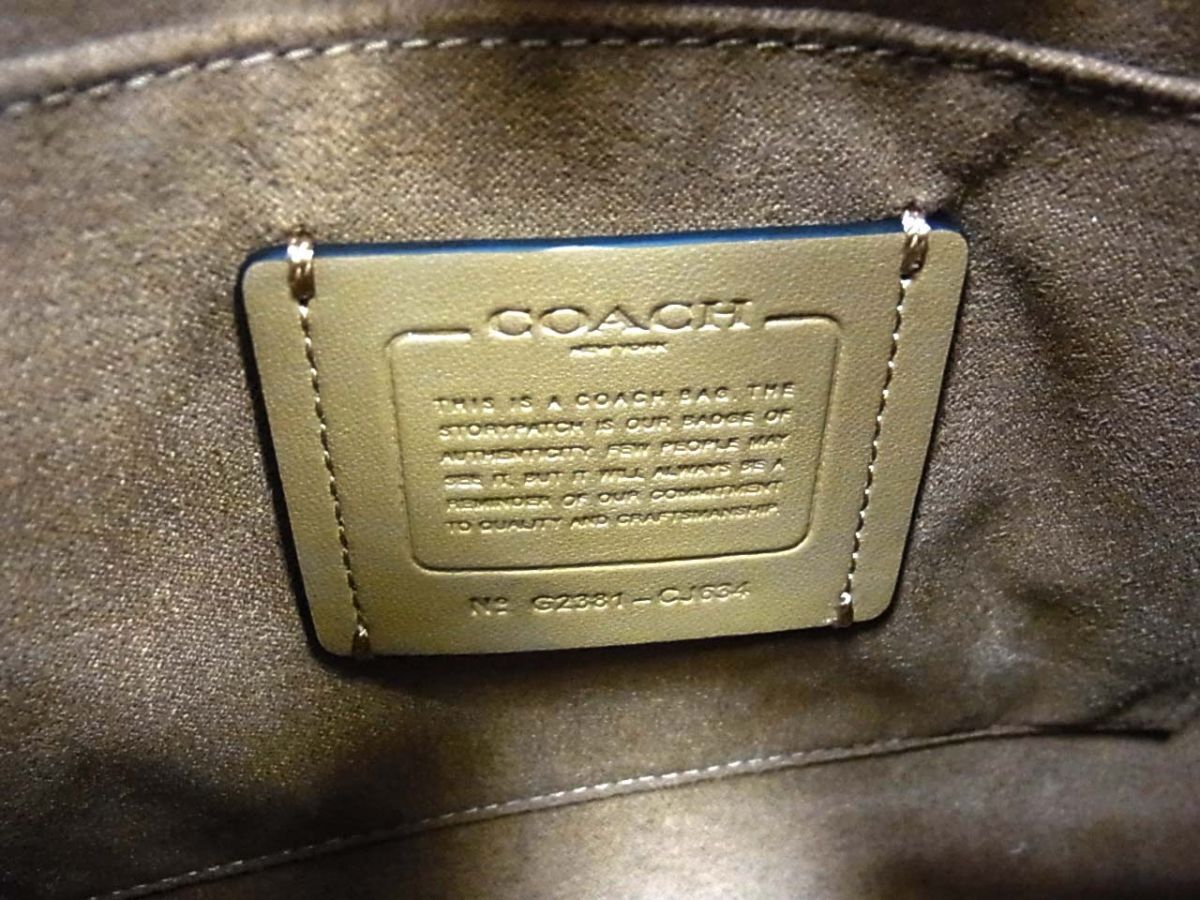 COACH
NEW YORK
THIS IS A COACH BAG. THE
STORYPATCH IS OUR BADGE OF
AUTHENTICITY. FEW PEOPLE MAY
SEE IT, BUT IT WILL ALWAYS BE A
REMINDER OF OUR COMMITMENT
TO QUALITY AND CRAFTSMANSHIP.
Nº G2381-CJ634